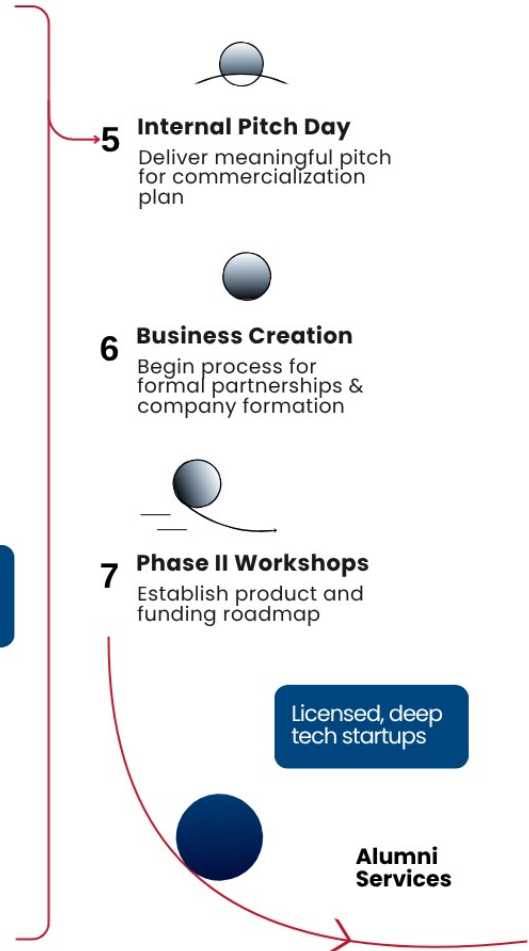 5
Internal Pitch Day
Deliver meaningful pitch
for commercialization
plan
6
Business Creation
Begin process for
formal partnerships &
company formation
7
Phase II Workshops
Establish product and
funding roadmap
Licensed, deep
tech startups
Alumni
Services